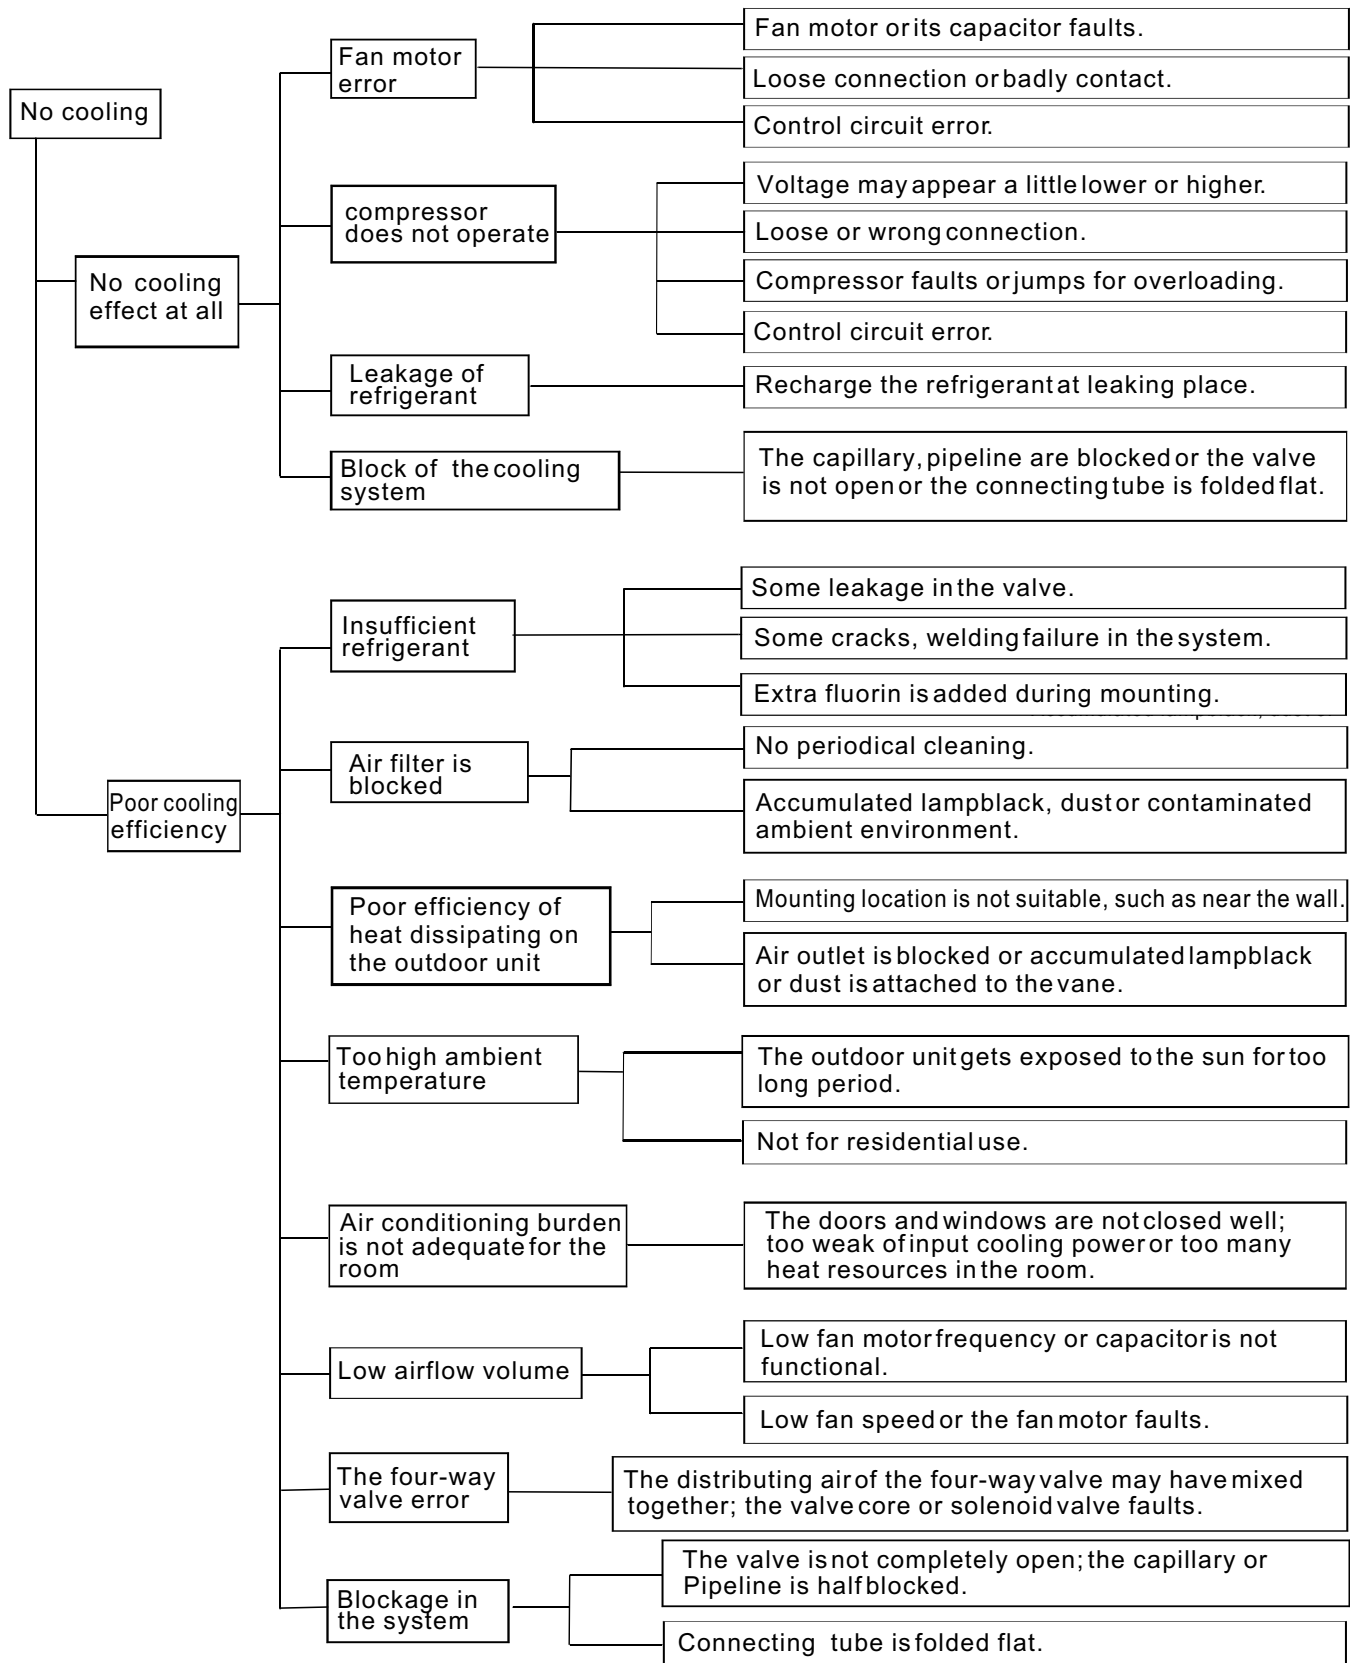 No cooling
No cooling
effect at all
Fan motor
error
Fan motor or its capacitor faults.
Loose connection or badly contact.
Control circuit error.
compressor
does not operate
Voltage may appear a little lower or higher.
Loose or wrong connection.
Compressor faults or jumps for overloading.
Control circuit error.
Leakage of
refrigerant
Recharge the refrigerant at leaking place.
Block of the cooling
system
The capillary, pipeline are blocked or the valve
is not open or the connecting tube is folded flat.
Poor cooling
efficiency
Insufficient
refrigerant
Some leakage in the valve.
Some cracks, welding failure in the system.
Extra fluorin is added during mounting.
Air filter is
blocked
No periodical cleaning.
Accumulated lampblack, dust or contaminated
ambient environment.
Poor efficiency of
heat dissipating on
the outdoor unit
Mounting location is not suitable, such as near the wall.
Air outlet is blocked or accumulated lampblack
or dust is attached to the vane.
Too high ambient
temperature
The outdoor unit gets exposed to the sun for too
long period.
Not for residential use.
Air conditioning burden
is not adequate for the
room
The doors and windows are not closed well;
too weak of input cooling power or too many
heat resources in the room.
Low airflow volume
Low fan motor frequency or capacitor is not
functional.
Low fan speed or the fan motor faults.
The four-way
valve error
The distributing air of the four-way valve may have mixed
together; the valve core or solenoid valve faults.
Blockage in
the system
The valve is not completely open; the capillary or
Pipeline is half blocked.
Connecting tube is folded flat.